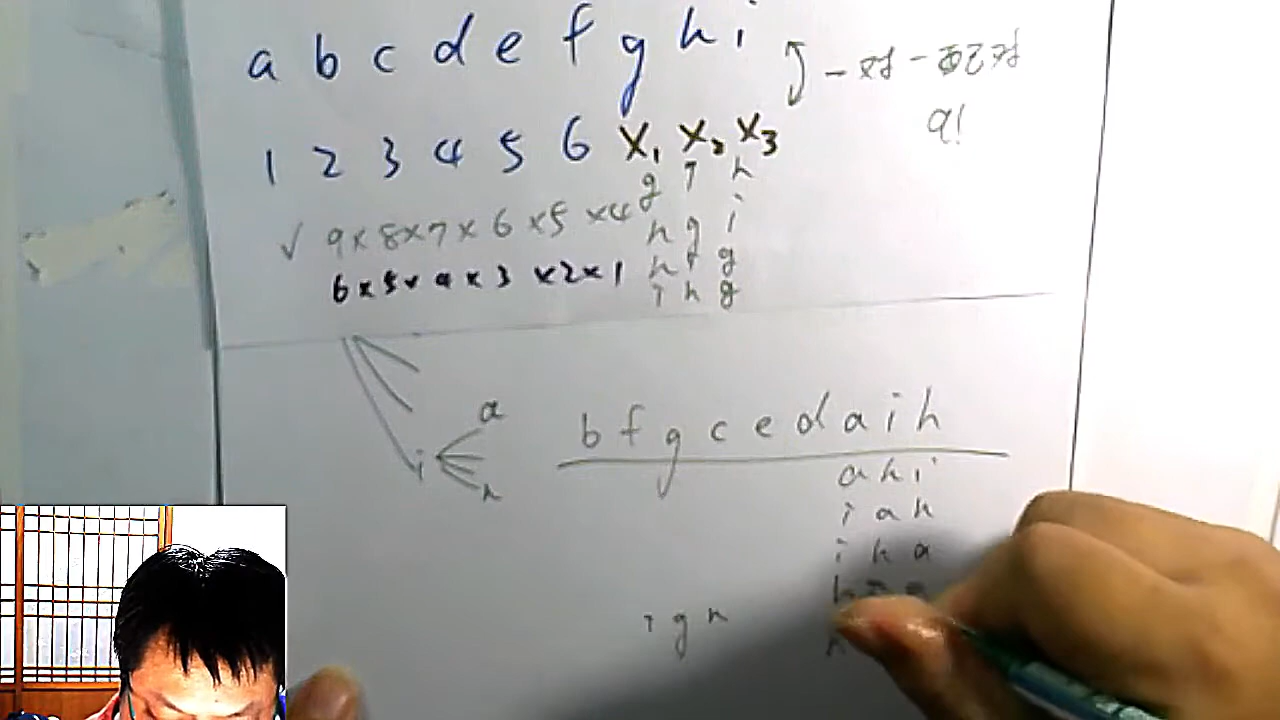 a b c d e f g h i
1 2 3 4 5 6 X₁ X₂ X₃
9!
g i h
✓ 9×8×7×6×5×4
h g i
6×5×4×3×2×1
h i g
i h g
a
i
h
b f g c e d a i h
a h i
i a h
i h a
i g h